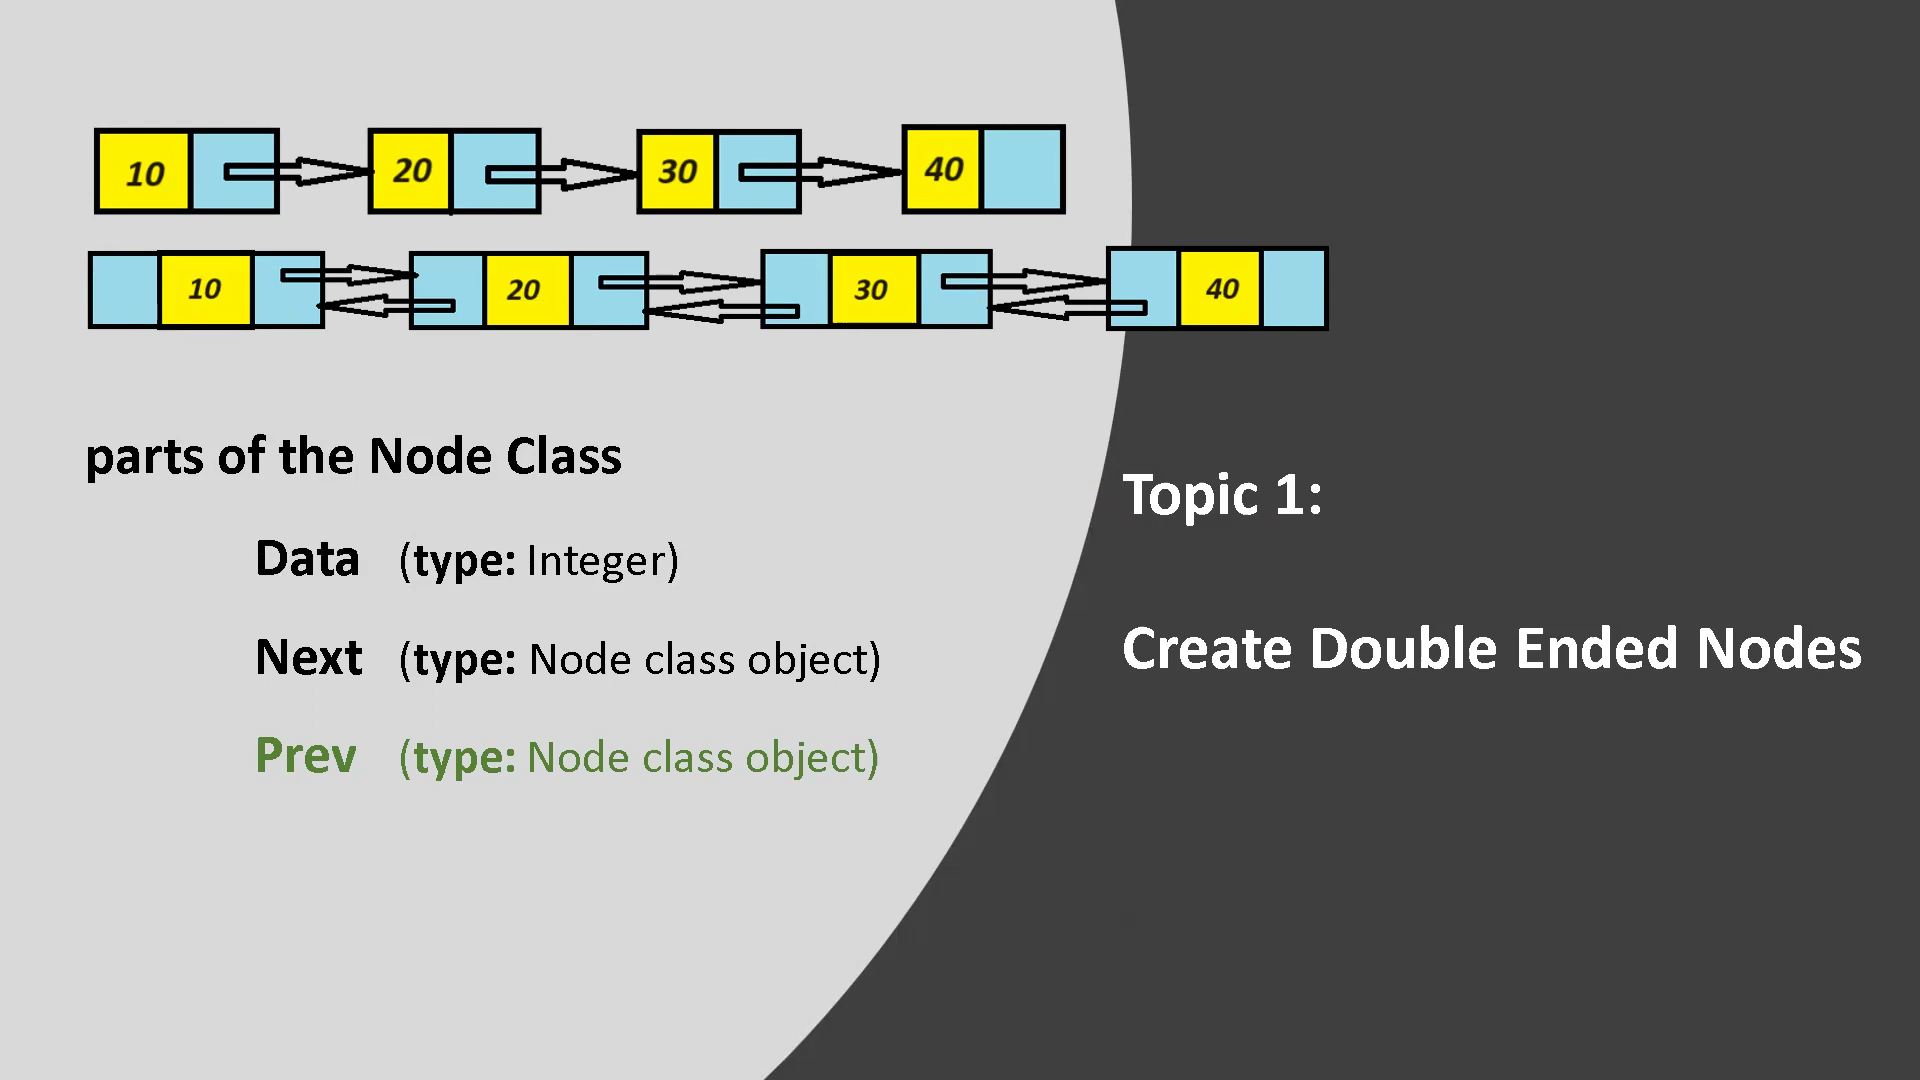 10 20 30 40
10 20 30 40
parts of the Node Class
Data (type: Integer)
Next (type: Node class object)
Prev (type: Node class object)
Topic 1:
Create Double Ended Nodes